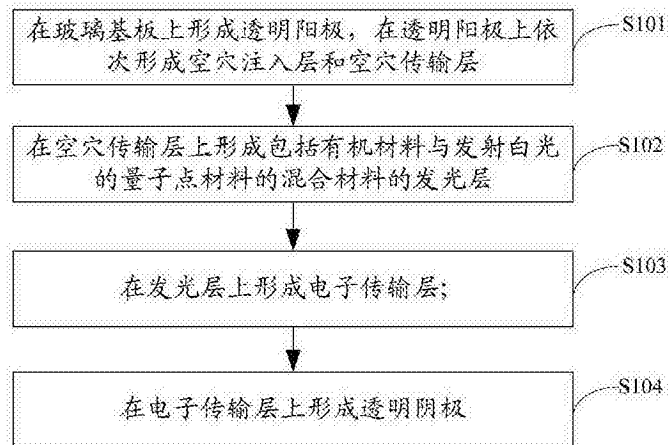 在玻璃基板上形成透明阳极，在透明阳极上依
次形成空穴注入层和空穴传输层
S101
在空穴传输层上形成包括有机材料与发射白光
的量子点材料的混合材料的发光层
S102
在发光层上形成电子传输层;
S103
在电子传输层上形成透明阴极
S104